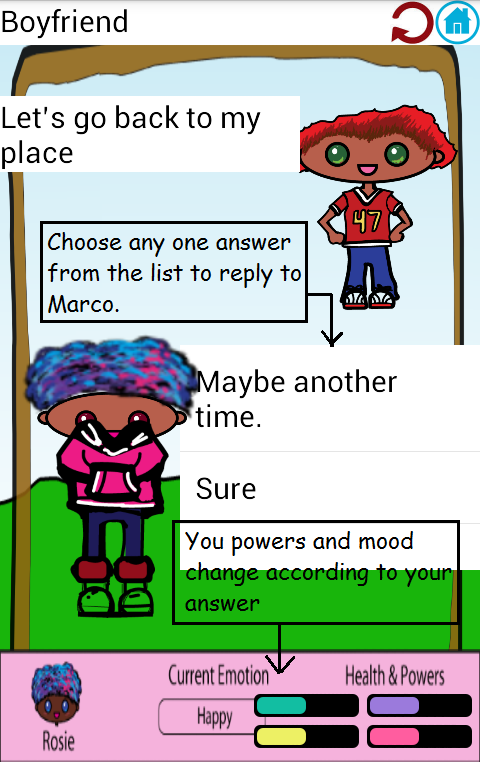 Boyfriend
Let's go back to my
place
47
Choose any one answer
from the list to reply to
Marco.
Maybe another
time.
Sure
You powers and mood
change according to your
answer
Current Emotion
Health & Powers
Happy
Rosie